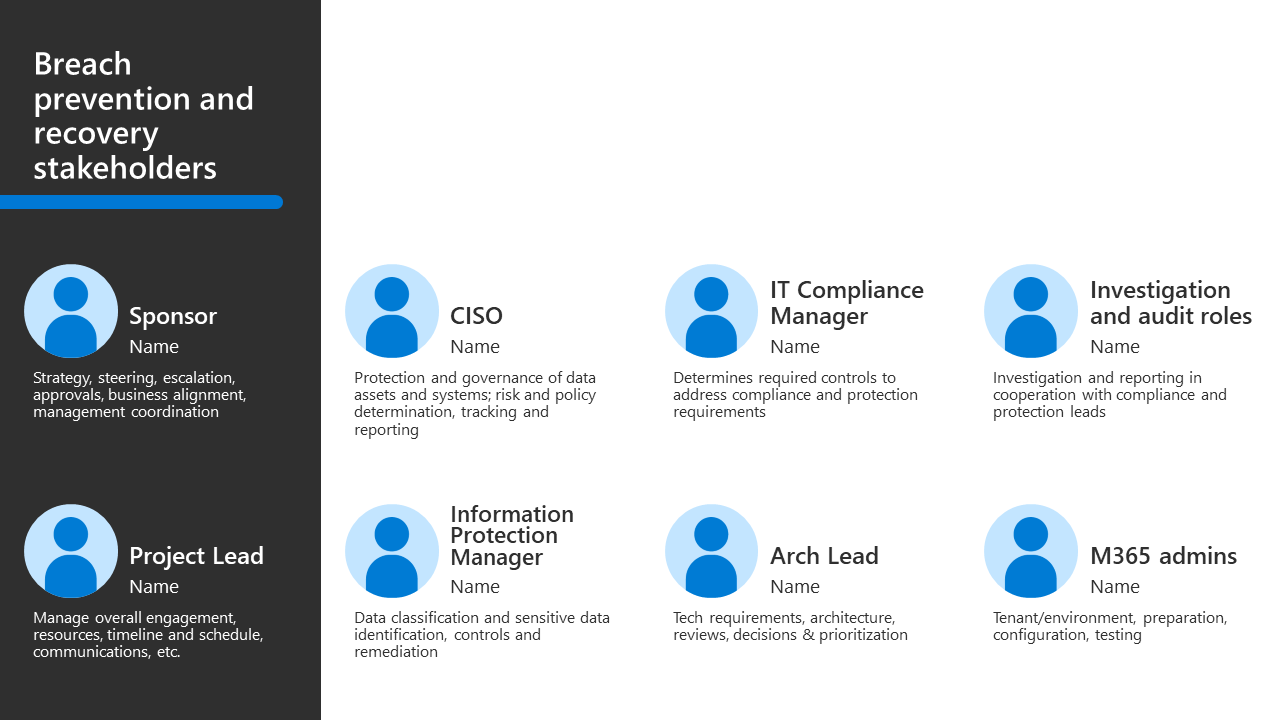 Breach
prevention and
recovery
stakeholders
Sponsor
Name
Strategy, steering, escalation,
approvals, business alignment,
management coordination
CISO
Name
Protection and governance of data
assets and systems; risk and policy
determination, tracking and
reporting
IT Compliance
Manager
Name
Determines required controls to
address compliance and protection
requirements
Investigation
and audit roles
Name
Investigation and reporting in
cooperation with compliance and
protection leads
Project Lead
Name
Manage overall engagement,
resources, timeline and schedule,
communications, etc.
Information
Protection
Manager
Name
Data classification and sensitive data
identification, controls and
remediation
Arch Lead
Name
Tech requirements, architecture,
reviews, decisions & prioritization
M365 admins
Name
Tenant/environment, preparation,
configuration, testing